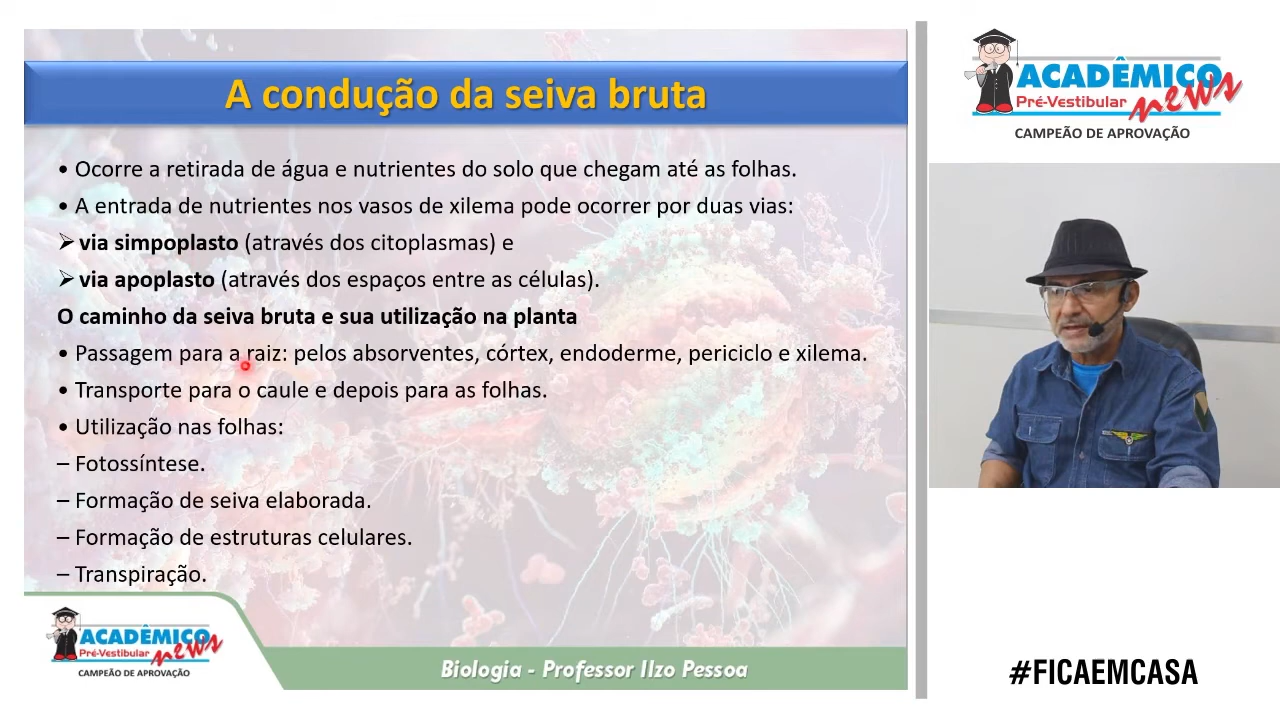 A condução da seiva bruta
• Ocorre a retirada de água e nutrientes do solo que chegam até as folhas.
• A entrada de nutrientes nos vasos de xilema pode ocorrer por duas vias:
➢ via simpoplasto (através dos citoplasmas) e
➢ via apoplasto (através dos espaços entre as células).
O caminho da seiva bruta e sua utilização na planta
• Passagem para a raiz: pelos absorventes, córtex, endoderme, periciclo e xilema.
• Transporte para o caule e depois para as folhas.
• Utilização nas folhas:
– Fotossíntese.
– Formação de seiva elaborada.
– Formação de estruturas celulares.
– Transpiração.
ACADÊMICO
Pré-Vestibular news
CAMPEÃO DE APROVAÇÃO
Biologia - Professor Ilzo Pessoa
ACADÊMICO
Pré-Vestibular news
CAMPEÃO DE APROVAÇÃO
#FICAEMCASA